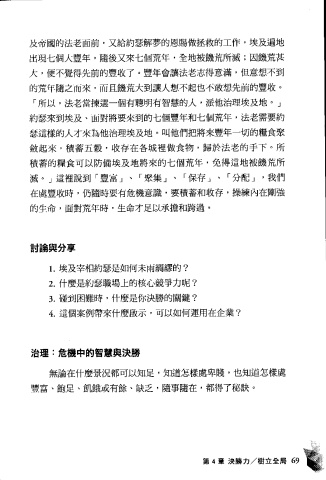 及帝國的法老面前，又給約瑟解夢的恩賜做拯救的工作。埃及遍地
出現七個大豐年，隨後又來七個荒年，全地被饑荒所滅；因饑荒甚
大，便不覺得先前的豐收了。豐年會讓法老志得意滿，但意想不到
的荒年隨之而來，而且饑荒大到讓人想不起也不敢想先前的豐收。
「所以，法老當揀選一個有聰明有智慧的人，派他治理埃及地。」
約瑟來到埃及、面對將要來到的七個豐年和七個荒年，法老需要約
瑟這樣的人才來為他治理埃及地。叫他們把將來豐年一切的糧食聚
斂起來，積蓄五穀，收存在各城裡做食物，歸於法老的手下。所
積蓄的糧食可以防備埃及地將來的七個荒年，免得這地被饑荒所
滅。」這裡說到「豐富」、「聚集」、「保存」、「分配」，我們
在處豐收時，仍隨時要有危機意識，要積蓄和收存，操練內在剛強
的生命，面對荒年時，生命才足以承擔和跨過。
討論與分享
1. 埃及宰相約瑟是如何未雨綢繆的？
2. 什麼是約瑟職場上的核心競爭力呢？
3. 碰到困難時，什麼是你決勝的關鍵？
4. 這個案例帶來什麼啟示，可以如何運用在企業？
治理：危機中的智慧與決勝
無論在什麼景況都可以知足，知道怎樣處卑賤，也知道怎樣處
豐富、飽足、飢餓或有餘、缺乏，隨事隨在，都得了秘訣。
第 4 章 決勝力／樹立全局 69